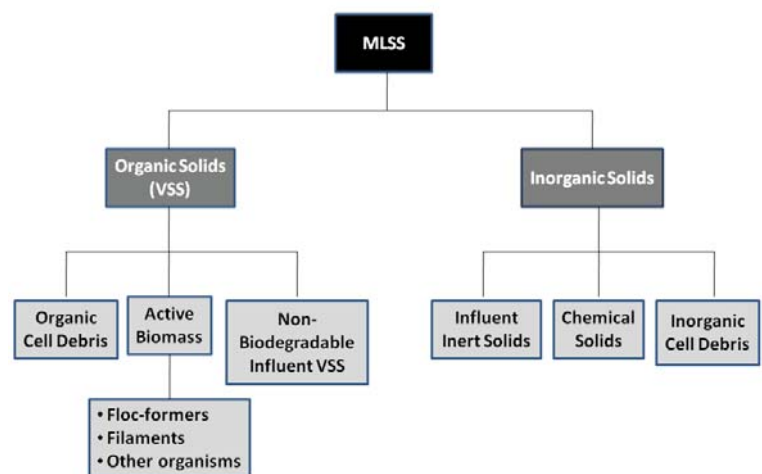 MLSS
Organic Solids
(VSS)
Inorganic Solids
Organic
Cell Debris
Active
Biomass
Non-
Biodegradable
Influent VSS
Influent
Inert Solids
Chemical
Solids
Inorganic
Cell Debris
• Floc-formers
• Filaments
• Other organisms